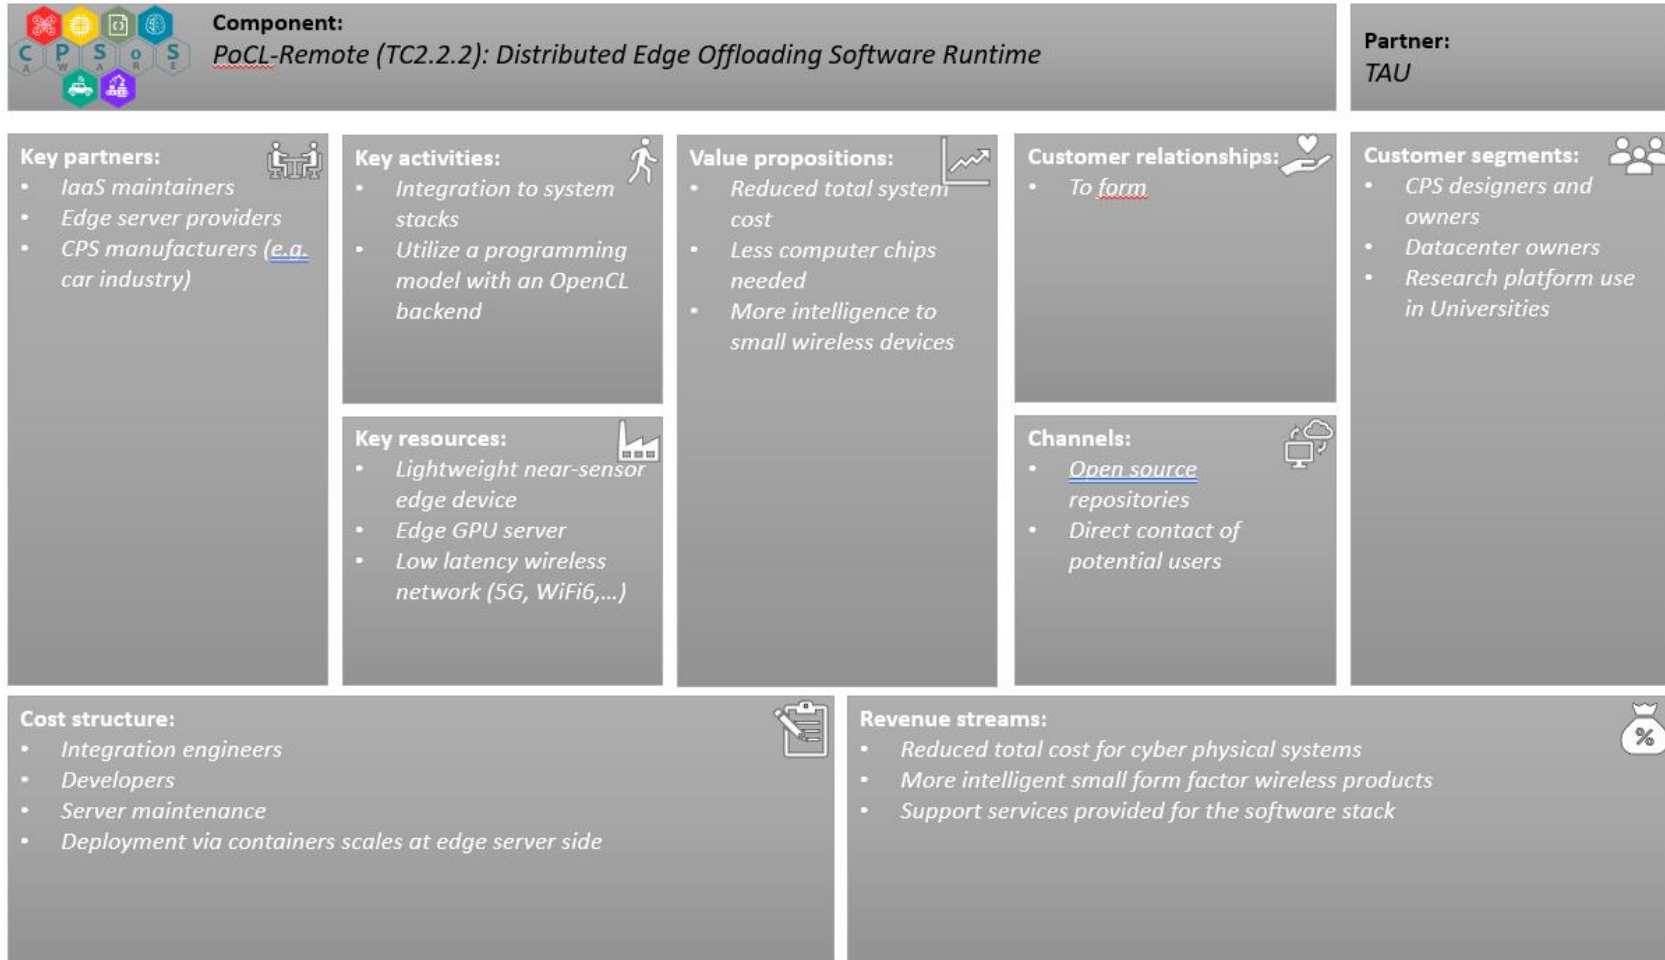 C P S o S
A W A R E
Component:
PoCL-Remote (TC2.2.2): Distributed Edge Offloading Software Runtime
Partner:
TAU
Key partners:
• IaaS maintainers
• Edge server providers
• CPS manufacturers (e.g.
car industry)
Key activities:
• Integration to system
stacks
• Utilize a programming
model with an OpenCL
backend
Key resources:
• Lightweight near-sensor
edge device
• Edge GPU server
• Low latency wireless
network (5G, WiFi6,...)
Value propositions:
• Reduced total system
cost
• Less computer chips
needed
• More intelligence to
small wireless devices
Customer relationships:
• To form
Channels:
• Open source
repositories
• Direct contact of
potential users
Customer segments:
• CPS designers and
owners
• Datacenter owners
• Research platform use
in Universities
Cost structure:
• Integration engineers
• Developers
• Server maintenance
• Deployment via containers scales at edge server side
Revenue streams:
• Reduced total cost for cyber physical systems
• More intelligent small form factor wireless products
• Support services provided for the software stack
%